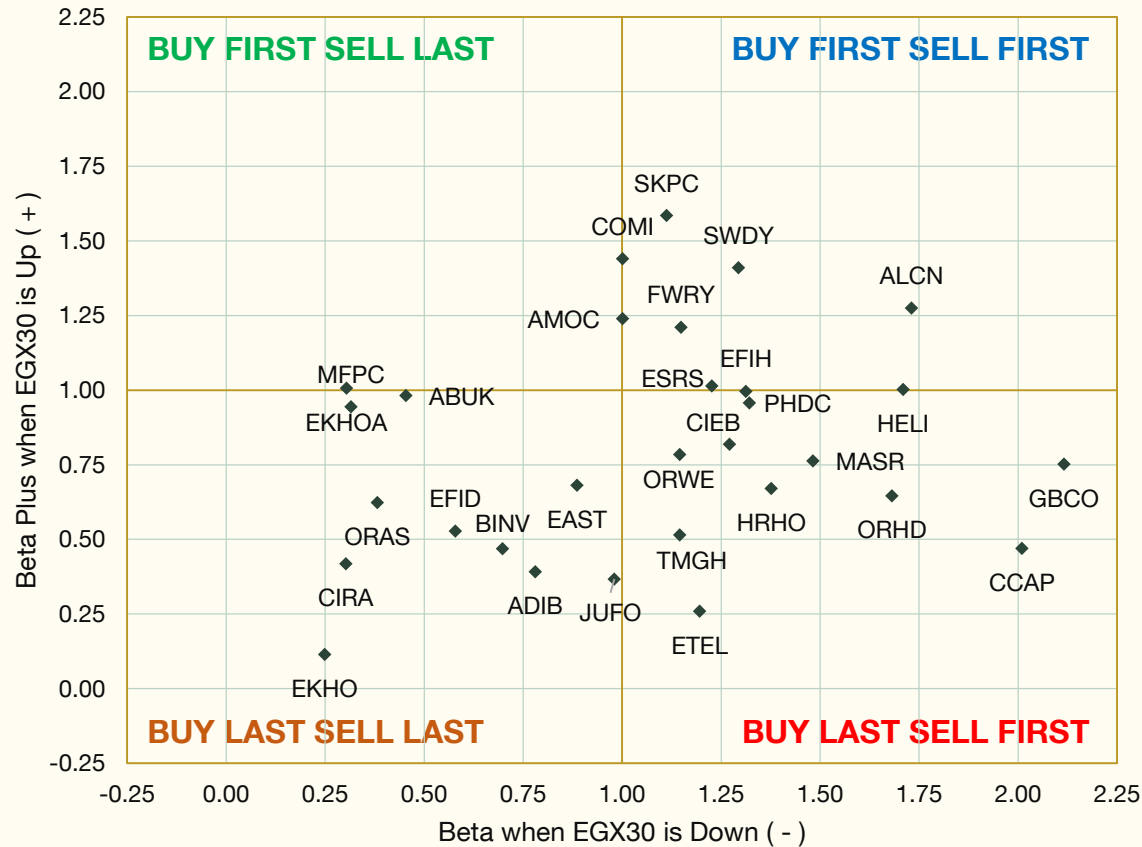 2.25
BUY FIRST SELL LAST
BUY FIRST SELL FIRST
2.00
1.75
SKPC
COMI
1.50
SWDY
ALCN
FWRY
AMOC
1.25
EFIH
MFPC
ESRS
1.00
ABUK
PHDC
EKHOA
CIEB
HELI
0.75
MASR
ORWE
EFID
GBCO
BINV
EAST
HRHO
ORHD
ORAS
0.50
TMGH
CCAP
CIRA
ADIB
JUFO
0.25
ETEL
EKHO
0.00
BUY LAST SELL LAST
BUY LAST SELL FIRST
-0.25
-0.25 0.00 0.25 0.50 0.75 1.00 1.25 1.50 1.75 2.00 2.25
Beta when EGX30 is Down ( - )
Beta Plus when EGX30 is Up ( + )